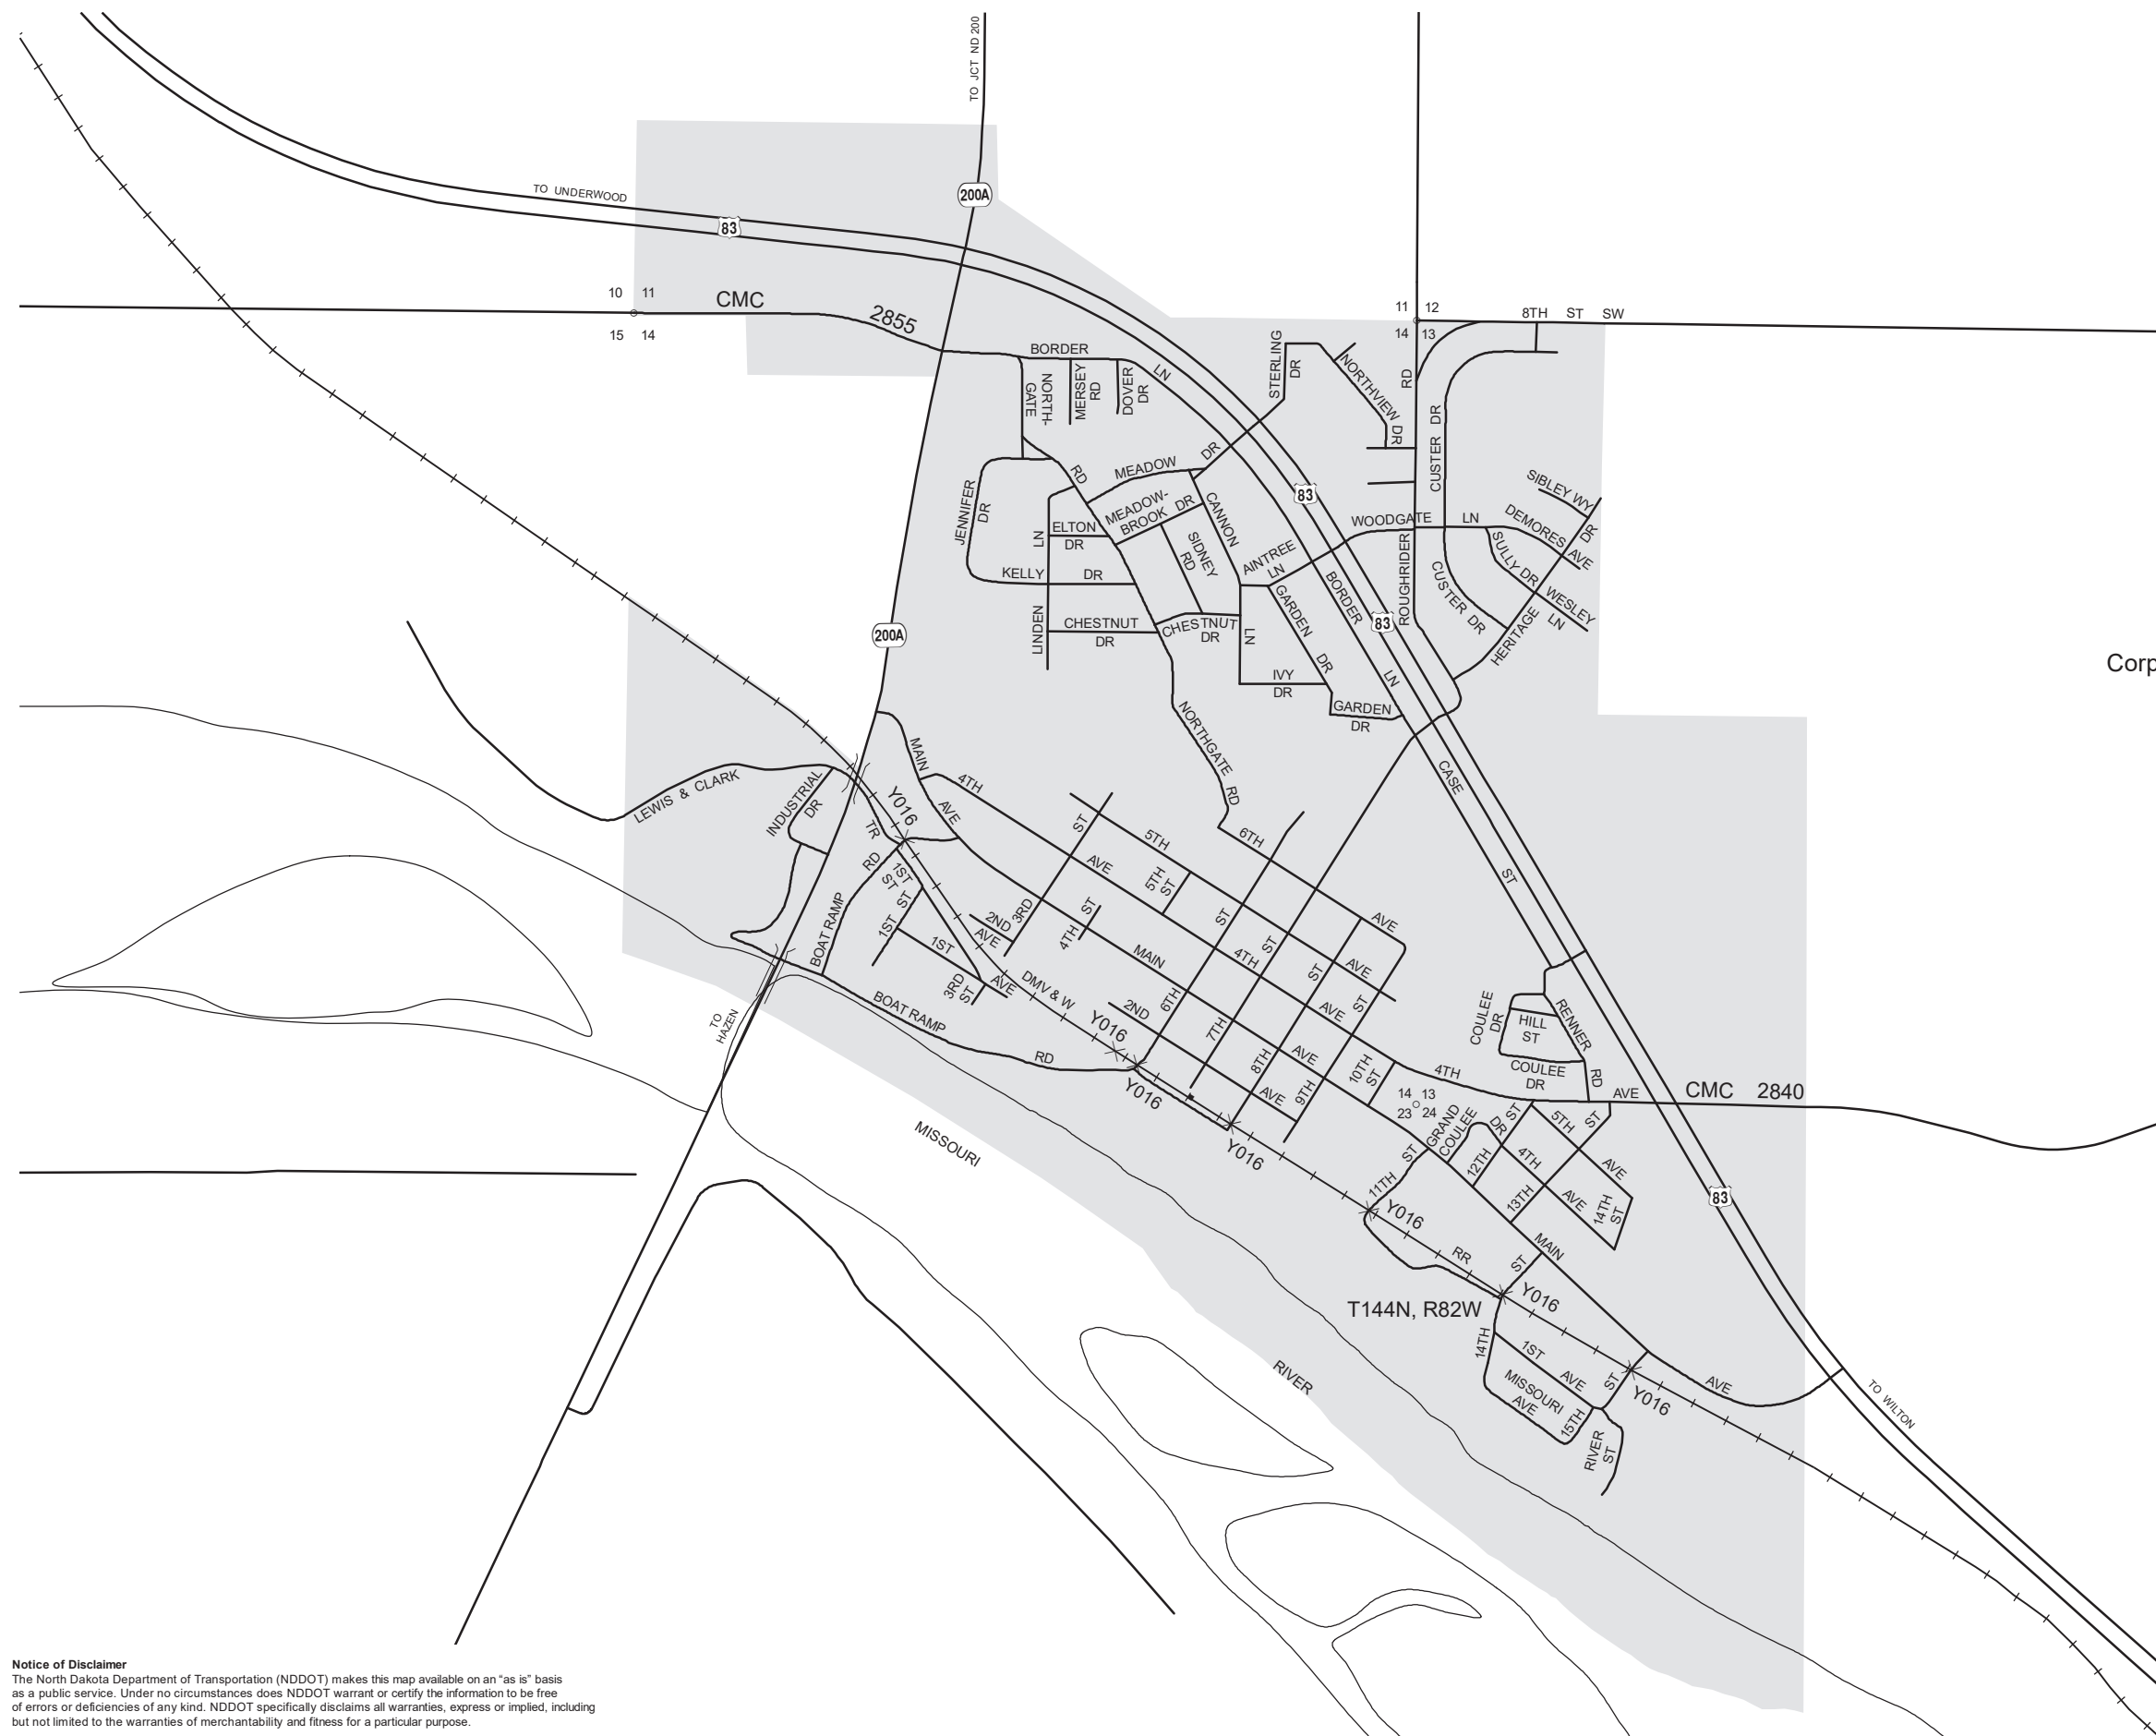 TO JCT ND 200
TO UNDERWOOD
200A
83
10 11
15 14
CMC
2855
11 12
14 13
8TH ST SW
BORDER
LN
NORTH-
GATE
RD
MERSEY
RD
DOVER
DR
STERLING
DR
NORTHVIEW
DR
RD
ROUGHRIDER
CUSTER DR
MEADOW
DR
JENNIFER
DR
MEADOW-
BROOK DR
CANNON
LN
ELTON
DR
LN
LINDEN
KELLY DR
SIDNEY
RD
AINTREE
LN
83
WOODGATE LN
SIBLEY WY
DEMORES AVE
DR
HERITAGE
SULLY DR
WESLEY
LN
CUSTER DR
BORDER
LN
83
CHESTNUT
DR
CHESTNUT
DR
GARDEN
DR
IVY
DR
GARDEN
DR
200A
Corp
NORTHGATE
RD
MAIN
AVE
LEWIS & CLARK
TR
INDUSTRIAL
DR
Y016
4TH
AVE
CASE
ST
ST
3RD
5TH
6TH
AVE
5TH
ST
RD
BOAT RAMP
1ST
ST
ST
1ST
1ST
AVE
2ND
AVE
ST
4TH
MAIN
ST
6TH
4TH
AVE
ST
7TH
ST
8TH
AVE
ST
9TH
3RD
ST
DMV & W
2ND
AVE
AVE
10TH
ST
TO
HAZEN
BOAT RAMP
RD
Y016
Y016
Y016
COULEE
DR
HILL
ST
RENNER
RD
COULEE
DR
4TH
AVE
CMC 2840
14 13
23 24
GRAND
COULEE
DR
ST
12TH
5TH
AVE
ST
13TH
4TH
AVE
14TH
ST
MISSOURI
ST
11TH
Y016
RR
MAIN
83
ST
14TH
Y016
T144N, R82W
1ST
AVE
MISSOURI
AVE
ST
15TH
Y016
AVE
RIVER
ST
RIVER
TO WILTON
Notice of Disclaimer
The North Dakota Department of Transportation (NDDOT) makes this map available on an “as is” basis
as a public service. Under no circumstances does NDDOT warrant or certify the information to be free
of errors or deficiencies of any kind. NDDOT specifically disclaims all warranties, express or implied, including
but not limited to the warranties of merchantability and fitness for a particular purpose.